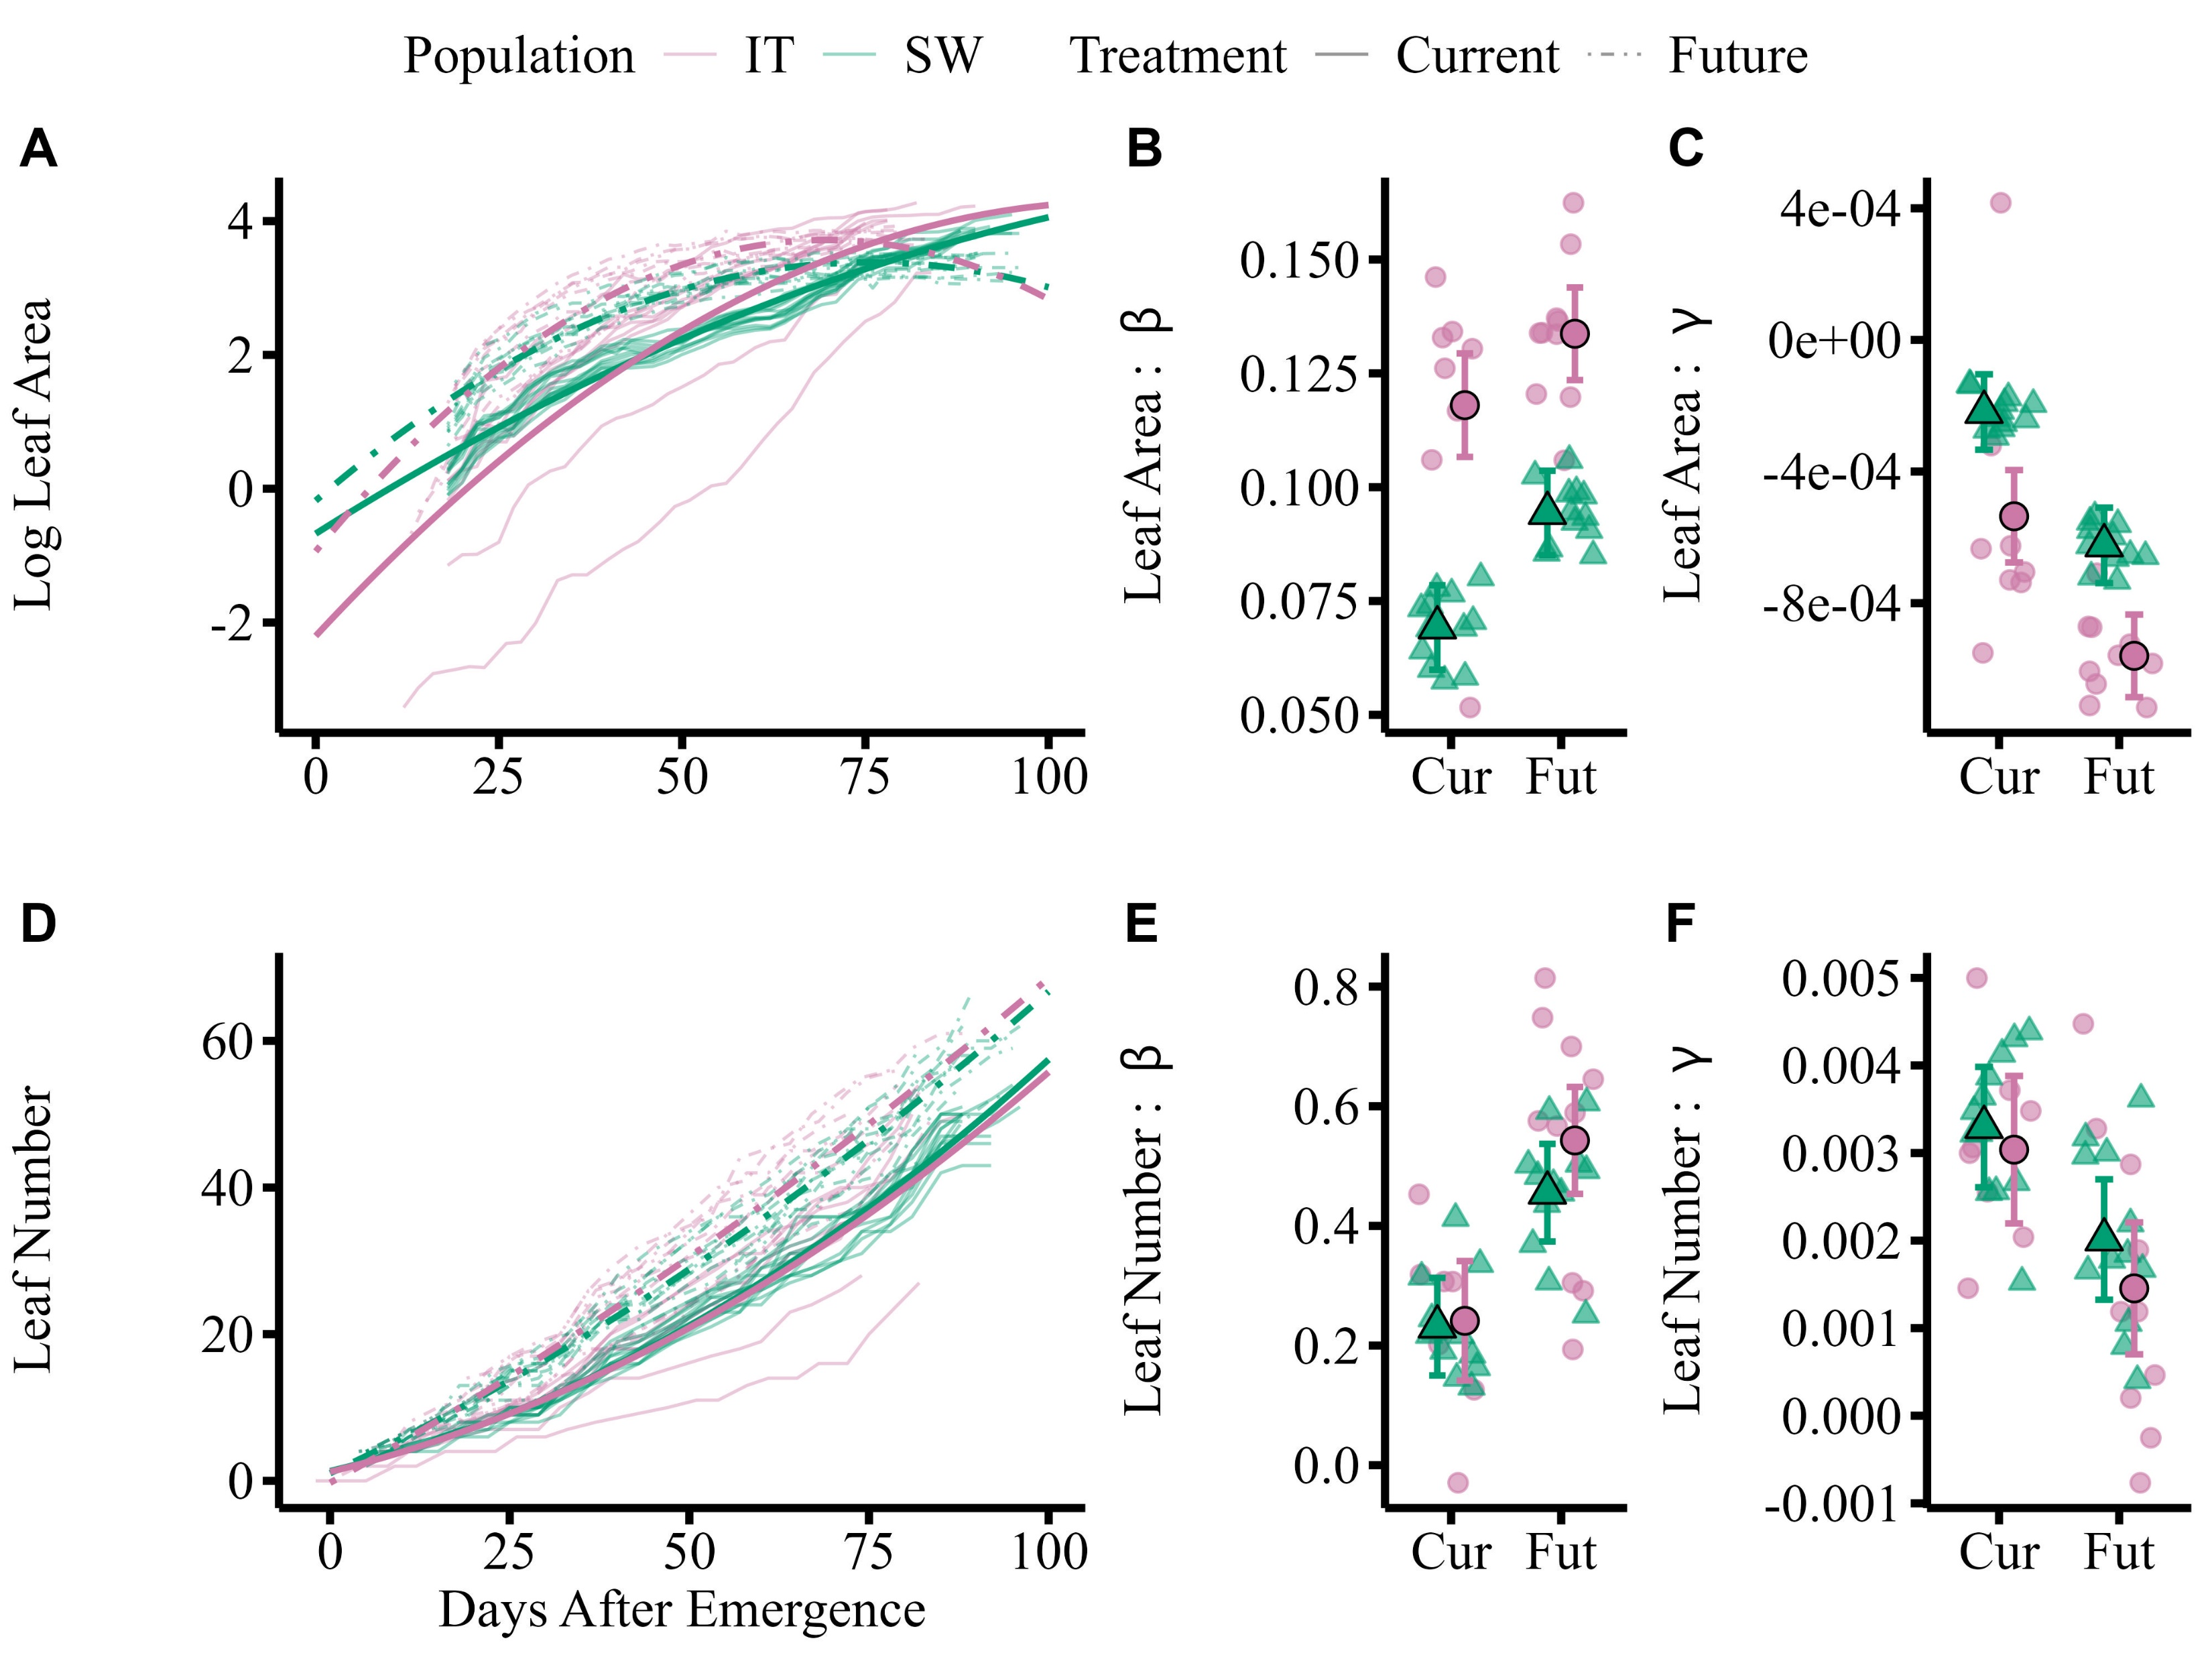 Population IT SW Treatment Current Future
A
Log Leaf Area
4
2
0
-2
0 25 50 75 100
B
Leaf Area : β
0.150
0.125
0.100
0.075
0.050
Cur Fut
C
Leaf Area : γ
4e-04
0e+00
-4e-04
-8e-04
Cur Fut
D
Leaf Number
60
40
20
0
0 25 50 75 100
Days After Emergence
E
Leaf Number : β
0.8
0.6
0.4
0.2
0.0
Cur Fut
F
Leaf Number : γ
0.005
0.004
0.003
0.002
0.001
0.000
-0.001
Cur Fut